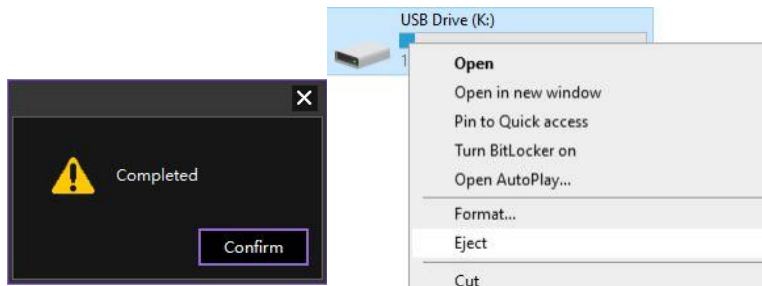 Completed
Confirm
USB Drive (K:)
1
Open
Open in new window
Pin to Quick access
Turn BitLocker on
Open AutoPlay...
Format...
Eject
Cut